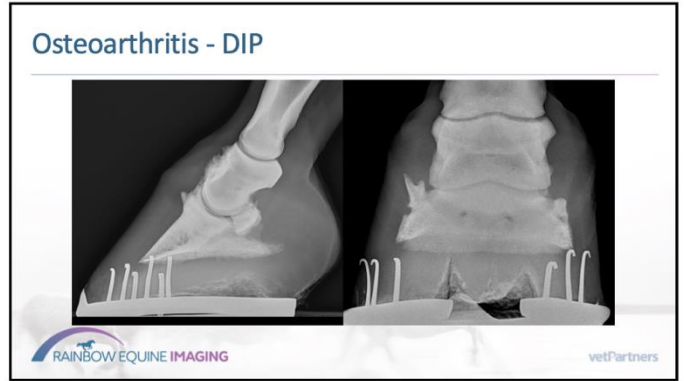 Osteoarthritis - DIP
RAINBOW EQUINE IMAGING
vetPartners